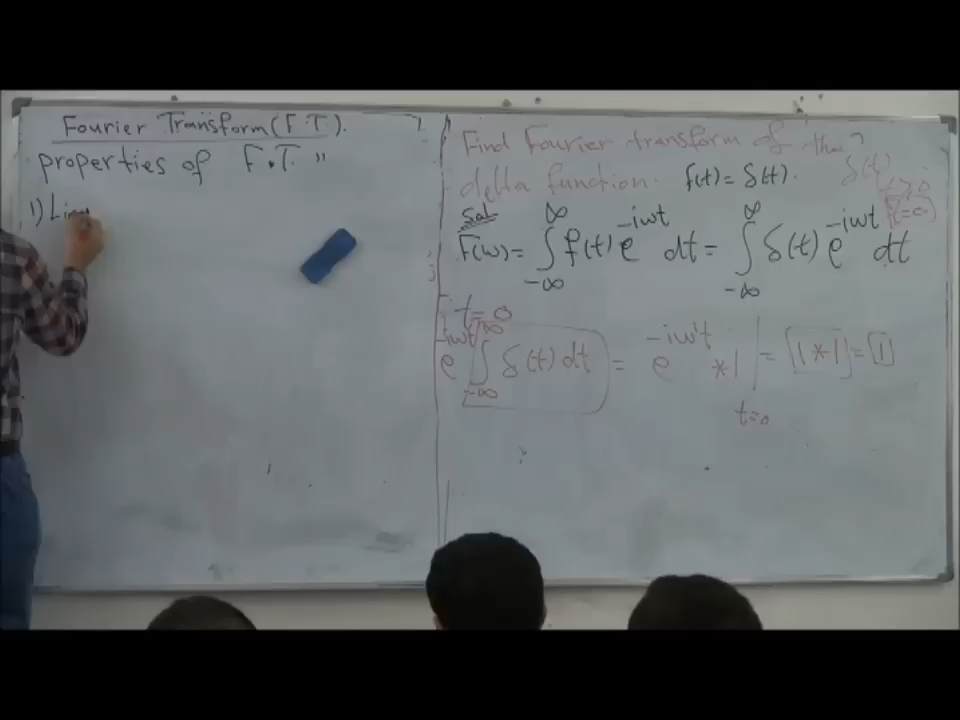 Fourier Transform (F.T).
properties of F.T. "
1) Lin
Find Fourier transform of the
delta function. f(t) = δ(t).
δ(t)
Sol
F(w) = ∫_{-∞}^{∞} f(t) e^{-iwt} dt = ∫_{-∞}^{∞} δ(t) e^{-iwt} dt
t = 0
e^{-iwt} ∫_{-∞}^{∞} δ(t) dt = e^{-iwt} * 1 | = [1 * 1] = [1]
t=0